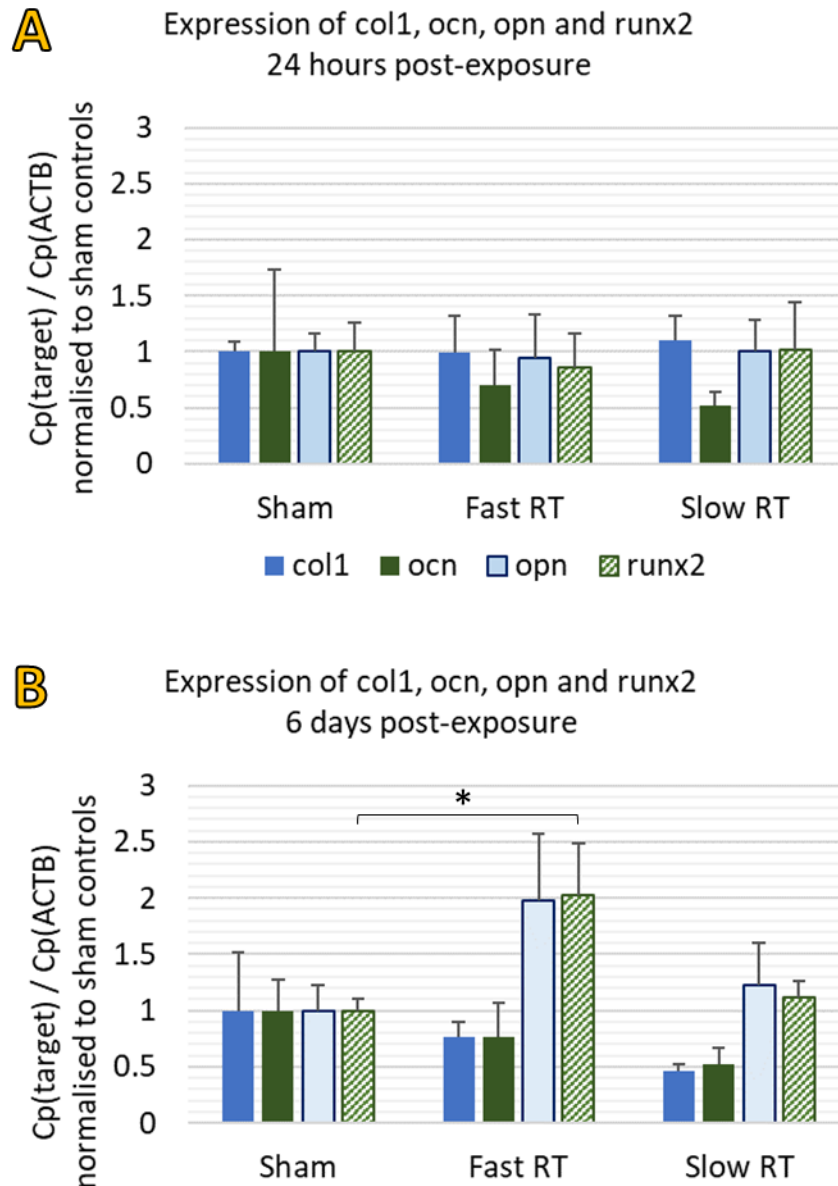 A
Expression of col1, ocn, opn and runx2
24 hours post-exposure
Cp(target) / Cp(ACTB)
normalised to sham controls
3
2.5
2
1.5
1
0.5
0
Sham Fast RT Slow RT
col1 ocn opn runx2
B
Expression of col1, ocn, opn and runx2
6 days post-exposure
Cp(target) / Cp(ACTB)
normalised to sham controls
3
*
2.5
2
1.5
1
0.5
0
Sham Fast RT Slow RT